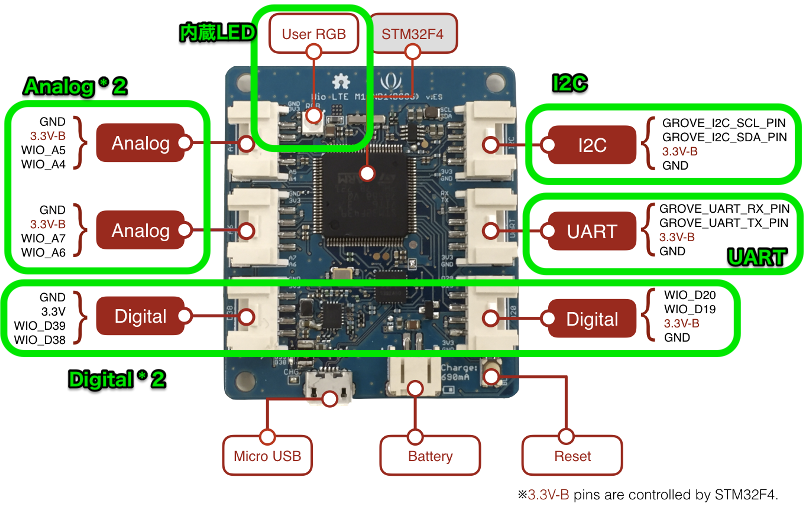 内蔵LED
User RGB
STM32F4
Analog * 2
I2C
GND
3.3V-B
WIO_A5
WIO_A4
Analog
GND
3.3V-B
WIO_A7
WIO_A6
Analog
GND
3.3V
WIO_D39
WIO_D38
Digital
Digital * 2
I2C
GROVE_I2C_SCL_PIN
GROVE_I2C_SDA_PIN
3.3V-B
GND
UART
GROVE_UART_RX_PIN
GROVE_UART_TX_PIN
3.3V-B
GND
UART
Digital
WIO_D20
WIO_D19
3.3V-B
GND
CHG
Charge:
690mA
Micro USB
Battery
Reset
※3.3V-B pins are controlled by STM32F4.